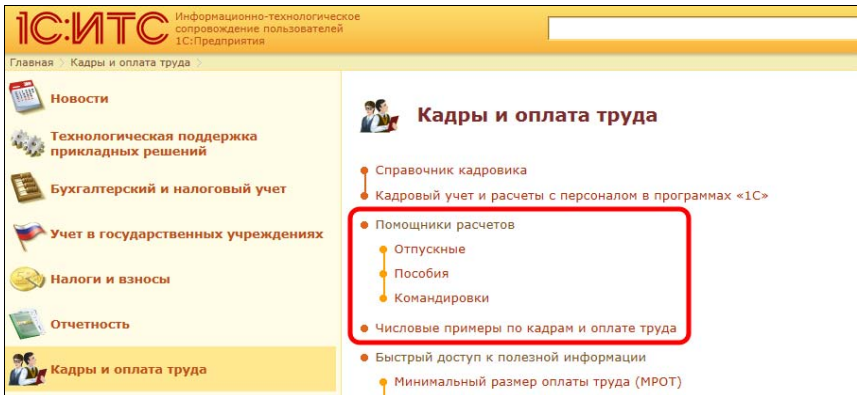 1С:ИТС
Информационно-технологическое
сопровождение пользователей
1С:Предприятия
Главная > Кадры и оплата труда >
Новости
Технологическая поддержка
прикладных решений
Бухгалтерский и налоговый учет
Учет в государственных учреждениях
Налоги и взносы
Отчетность
Кадры и оплата труда
Кадры и оплата труда
Справочник кадровика
Кадровый учет и расчеты с персоналом в программах «1С»
Помощники расчетов
Отпускные
Пособия
Командировки
Числовые примеры по кадрам и оплате труда
Быстрый доступ к полезной информации
Минимальный размер оплаты труда (МРОТ)